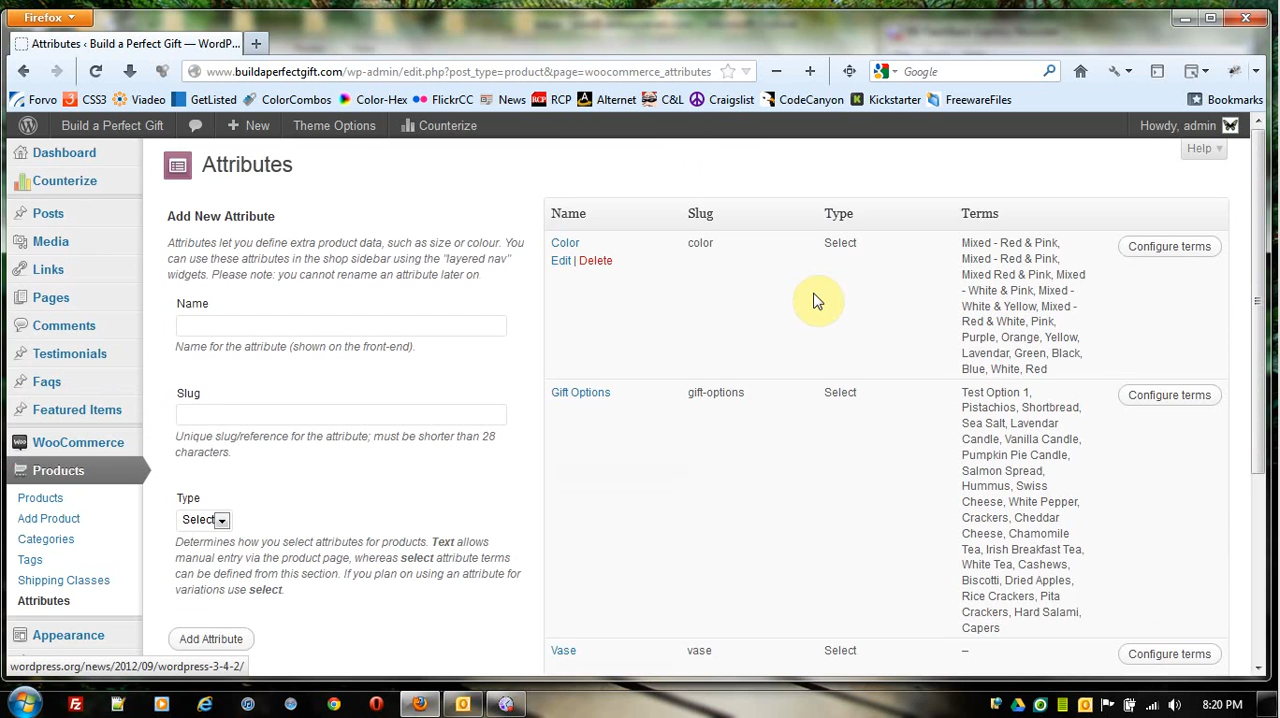 Firefox
Attributes ‹ Build a Perfect Gift — WordP...
www.buildaperfectgift.com/wp-admin/edit.php?post_type=product&page=woocommerce_attributes
Google
Forvo CSS3 Viadeo GetListed ColorCombos Color-Hex FlickrCC News RCP Alternet C&L Craigslist CodeCanyon Kickstarter FreewareFiles Bookmarks
Build a Perfect Gift New Theme Options Counterize Howdy, admin
Help
Dashboard
Counterize
Posts
Media
Links
Pages
Comments
Testimonials
Faqs
Featured Items
WooCommerce
Products
Products
Add Product
Categories
Tags
Shipping Classes
Attributes
Appearance
Attributes
Add New Attribute
Attributes let you define extra product data, such as size or colour. You
can use these attributes in the shop sidebar using the "layered nav"
widgets. Please note: you cannot rename an attribute later on
Name
Name for the attribute (shown on the front-end).
Slug
Unique slug/reference for the attribute; must be shorter than 28
characters.
Type
Select
Determines how you select attributes for products. Text allows
manual entry via the product page, whereas select attribute terms
can be defined from this section. If you plan on using an attribute for
variations use select.
Add Attribute
Name Slug Type Terms
Color color Select
Edit | Delete
Mixed - Red & Pink,
Mixed - Red & Pink,
Mixed Red & Pink, Mixed
- White & Pink, Mixed -
White & Yellow, Mixed -
Red & White, Pink,
Purple, Orange, Yellow,
Lavendar, Green, Black,
Blue, White, Red
Configure terms
Gift Options gift-options Select
Test Option 1,
Pistachios, Shortbread,
Sea Salt, Lavendar
Candle, Vanilla Candle,
Pumpkin Pie Candle,
Salmon Spread,
Hummus, Swiss
Cheese, White Pepper,
Crackers, Cheddar
Cheese, Chamomile
Tea, Irish Breakfast Tea,
White Tea, Cashews,
Biscotti, Dried Apples,
Rice Crackers, Pita
Crackers, Hard Salami,
Capers
Configure terms
Vase vase Select –
Configure terms
wordpress.org/news/2012/09/wordpress-3-4-2/
8:20 PM